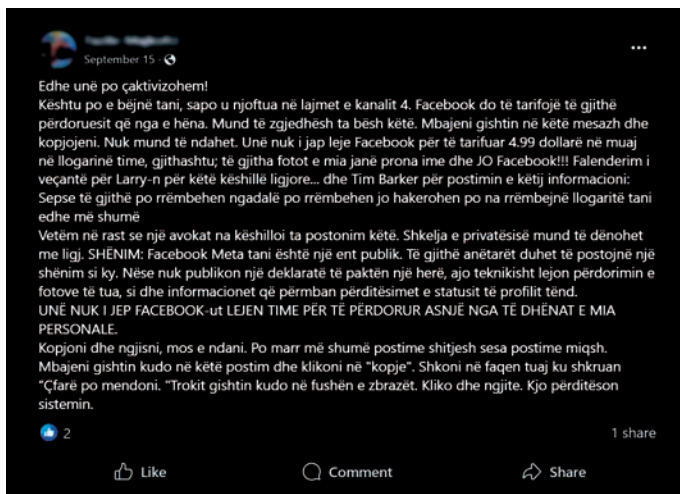 September 15
Edhe unë po çaktivizohem!
Kështu po e bëjnë tani, sapo u njoftua në lajmet e kanalit 4. Facebook do të tarifojë të gjithë
përdoruesit që nga e hëna. Mund të zgjedhësh ta bësh këtë. Mbajeni gishtin në këtë mesazh dhe
kopjojeni. Nuk mund të ndahet. Unë nuk i jap leje Facebook për të tarifuar 4.99 dollarë në muaj
në llogarinë time, gjithashtu; të gjitha fotot e mia janë prona ime dhe JO Facebook!!! Falenderim i
veçantë për Larry-n për këtë këshillë ligjore... dhe Tim Barker për postimin e këtij informacioni:
Sepse të gjithë po rrëmbehen ngadalë po rrëmbehen jo hakerohen po na rrëmbejnë llogaritë tani
edhe më shumë
Vetëm në rast se një avokat na këshilloi ta postonim këtë. Shkelja e privatësisë mund të dënohet
me ligj. SHËNIM: Facebook Meta tani është një ent publik. Të gjithë anëtarët duhet të postojnë një
shënim si ky. Nëse nuk publikon një deklaratë të paktën një herë, ajo teknikisht lejon përdorimin e
fotove të tua, si dhe informacionet që përmban përditësimet e statusit të profilit tënd.
UNË NUK I JEP FACEBOOK-ut LEJEN TIME PËR TË PËRDORUR ASNJË NGA TË DHËNAT E MIA
PERSONALE.
Kopjoni dhe ngjisni, mos e ndani. Po marr më shumë postime shitjesh sesa postime miqsh.
Mbajeni gishtin kudo në këtë postim dhe klikoni në "kopje". Shkoni në faqen tuaj ku shkruan
"Çfarë po mendoni. "Trokit gishtin kudo në fushën e zbrazët. Kliko dhe ngjite. Kjo përditëson
sistemin.
2 1 share
Like Comment Share